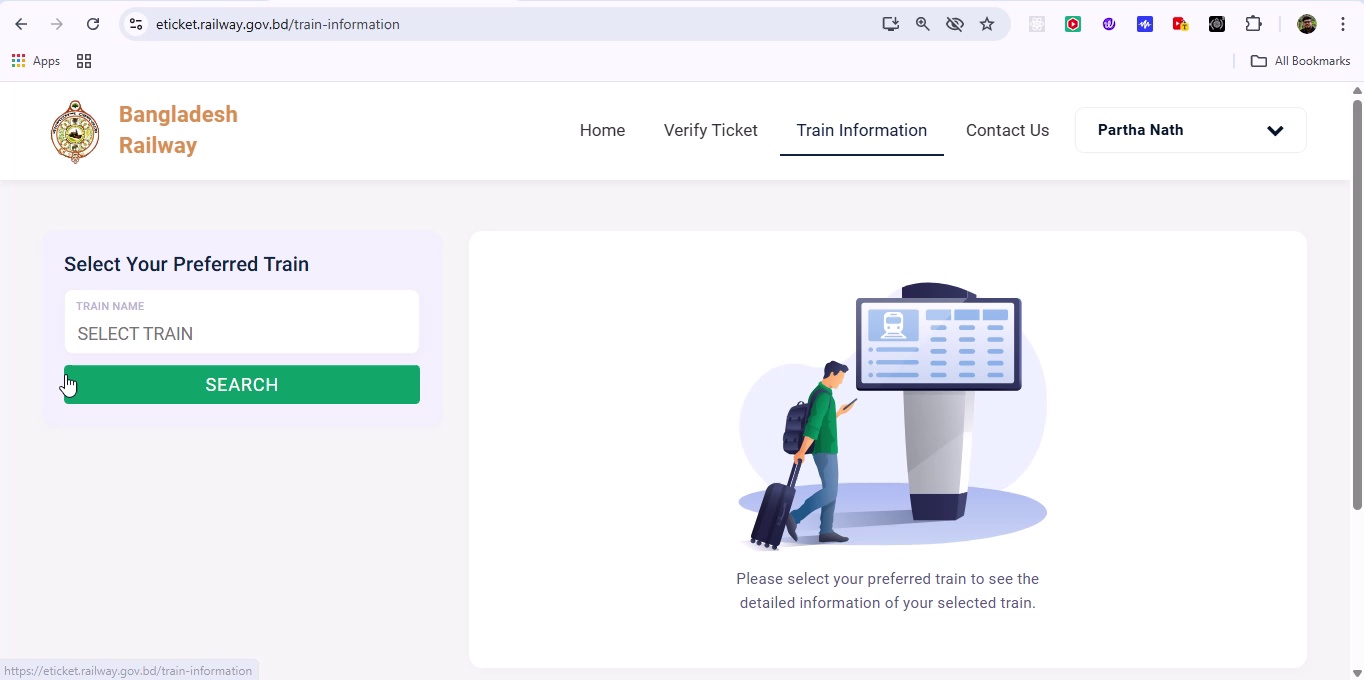 eticket.railway.gov.bd/train-information
Apps
All Bookmarks
Bangladesh
Railway
Home
Verify Ticket
Train Information
Contact Us
Partha Nath
Select Your Preferred Train
TRAIN NAME
SELECT TRAIN
SEARCH
Please select your preferred train to see the
detailed information of your selected train.
https://eticket.railway.gov.bd/train-information